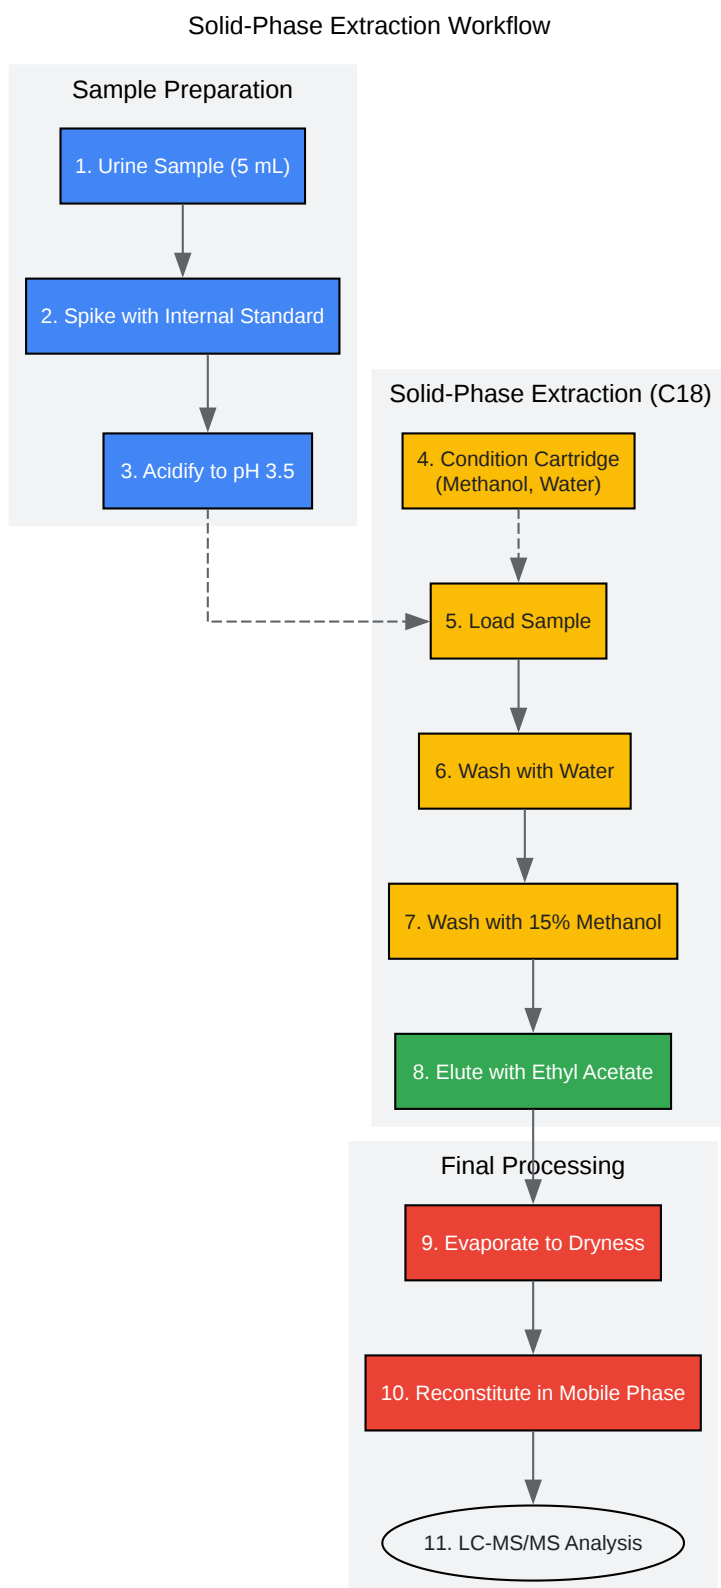 Solid-Phase Extraction Workflow
Sample Preparation
1. Urine Sample (5 mL)
2. Spike with Internal Standard
3. Acidify to pH 3.5
Solid-Phase Extraction (C18)
4. Condition Cartridge
(Methanol, Water)
5. Load Sample
6. Wash with Water
7. Wash with 15% Methanol
8. Elute with Ethyl Acetate
Final Processing
9. Evaporate to Dryness
10. Reconstitute in Mobile Phase
11. LC-MS/MS Analysis